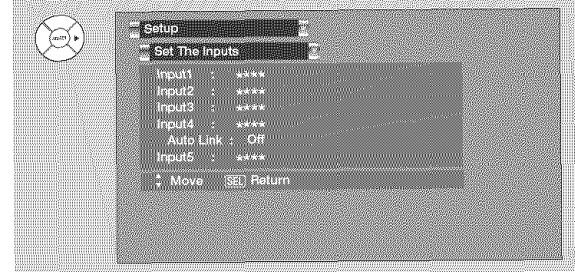 Setup
Set The Inputs
Input1 : ****
Input2 : ****
Input3 : ****
Input4 : ****
Auto Link : Off
Input5 : ****
Move SEL Return